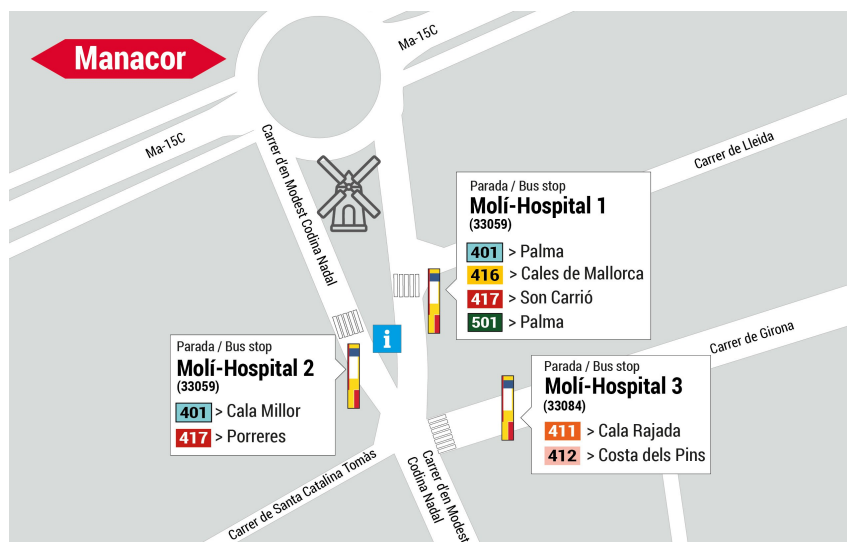 Manacor
Ma-15C
Ma-15C
Carrer d'en Modest Codina Nadal
Carrer de Lleida
Parada / Bus stop
Molí-Hospital 1
(33059)
401 > Palma
416 > Cales de Mallorca
417 > Son Carrió
501 > Palma
i
Parada / Bus stop
Molí-Hospital 2
(33059)
401 > Cala Millor
417 > Porreres
Carrer de Girona
Parada / Bus stop
Molí-Hospital 3
(33084)
411 > Cala Rajada
412 > Costa dels Pins
Carrer de Santa Catalina Tomàs
Carrer d'en Modest
Codina Nadal